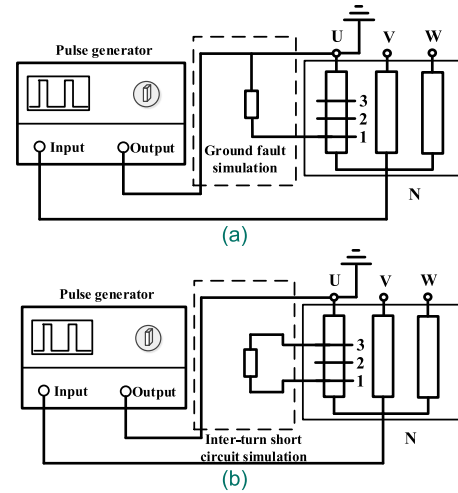 U V W
Pulse generator
3
2
1
Input Output
Ground fault
simulation
N
(a)
U V W
Pulse generator
3
2
1
Input Output
Inter-turn short
circuit simulation
N
(b)